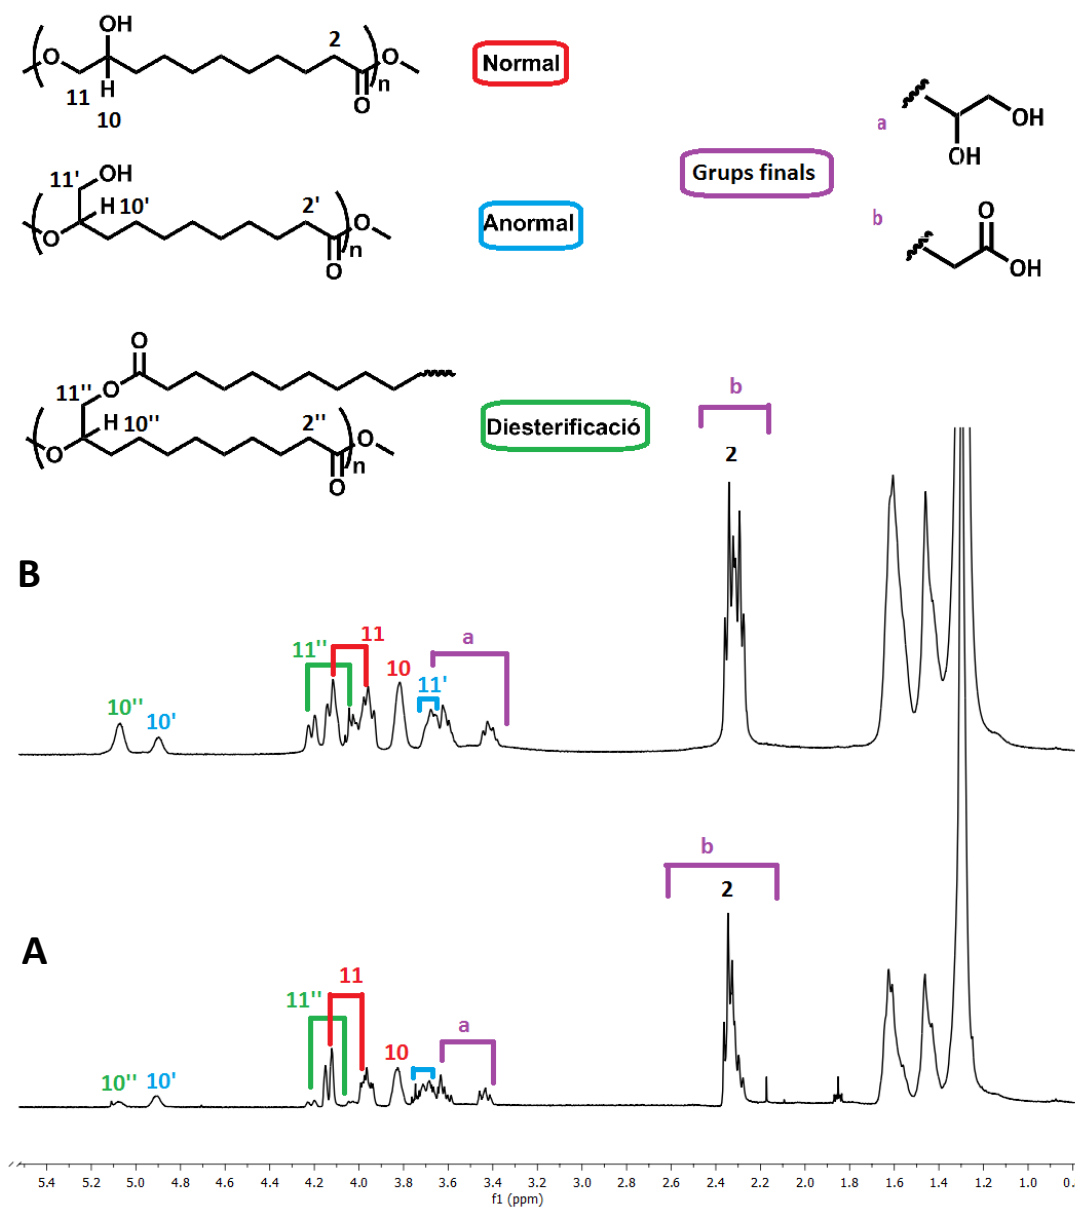 OH
2
O
O
n
H
11
O
10
Normal
11'
OH
H
10'
2'
O
O
n
O
Anormal
Grups finals
a
OH
OH
b
O
OH
O
11''
O
H
10''
2''
O
O
n
O
Diesterificació
b
2
B
11''
11
10
11'
a
10''
10'
b
2
A
11''
11
10
a
10''
10'
5.4 5.2 5.0 4.8 4.6 4.4 4.2 4.0 3.8 3.6 3.4 3.2 3.0 2.8 2.6 2.4 2.2 2.0 1.8 1.6 1.4 1.2 1.0 0.
f1 (ppm)